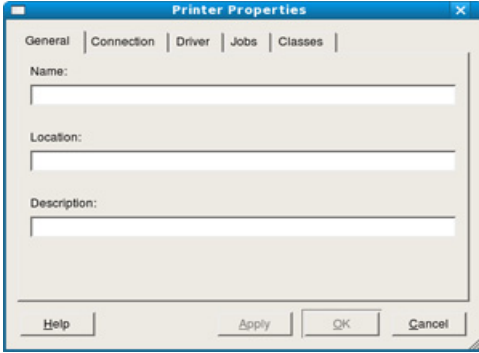 Printer Properties
General Connection Driver Jobs Classes
Name:
Location:
Description:
Help Apply OK Cancel